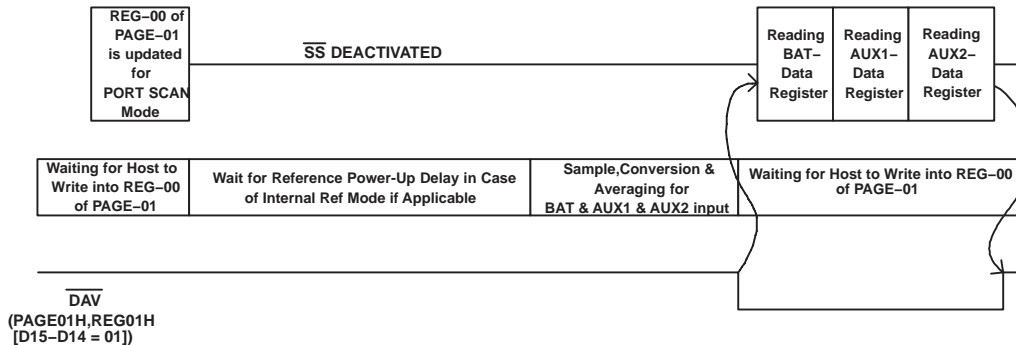 REG–00 of
PAGE–01
is updated
for
PORT SCAN
Mode
SS DEACTIVATED
Reading
BAT–
Data
Register
Reading
AUX1–
Data
Register
Reading
AUX2–
Data
Register
Waiting for Host to
Write into REG–00
of PAGE–01
Wait for Reference Power-Up Delay in Case
of Internal Ref Mode if Applicable
Sample,Conversion &
Averaging for
BAT & AUX1 & AUX2 input
Waiting for Host to Write into REG–00
of PAGE–01
DAV
(PAGE01H,REG01H
[D15–D14 = 01])